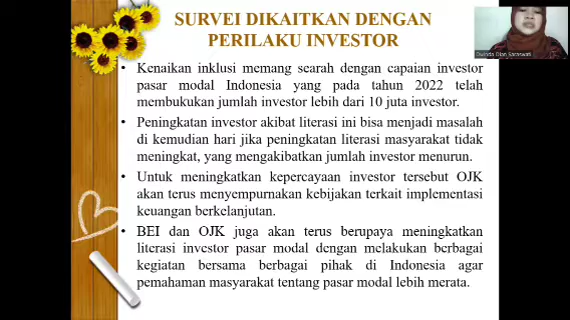 SURVEI DIKAITKAN DENGAN
PERILAKU INVESTOR
• Kenaikan inklusi memang searah dengan capaian investor
pasar modal Indonesia yang pada tahun 2022 telah
membukukan jumlah investor lebih dari 10 juta investor.
• Peningkatan investor akibat literasi ini bisa menjadi masalah
di kemudian hari jika peningkatan literasi masyarakat tidak
meningkat, yang mengakibatkan jumlah investor menurun.
• Untuk meningkatkan kepercayaan investor tersebut OJK
akan terus menyempurnakan kebijakan terkait implementasi
keuangan berkelanjutan.
• BEI dan OJK juga akan terus berupaya meningkatkan
literasi investor pasar modal dengan melakukan berbagai
kegiatan bersama berbagai pihak di Indonesia agar
pemahaman masyarakat tentang pasar modal lebih merata.
Dian Saraswati